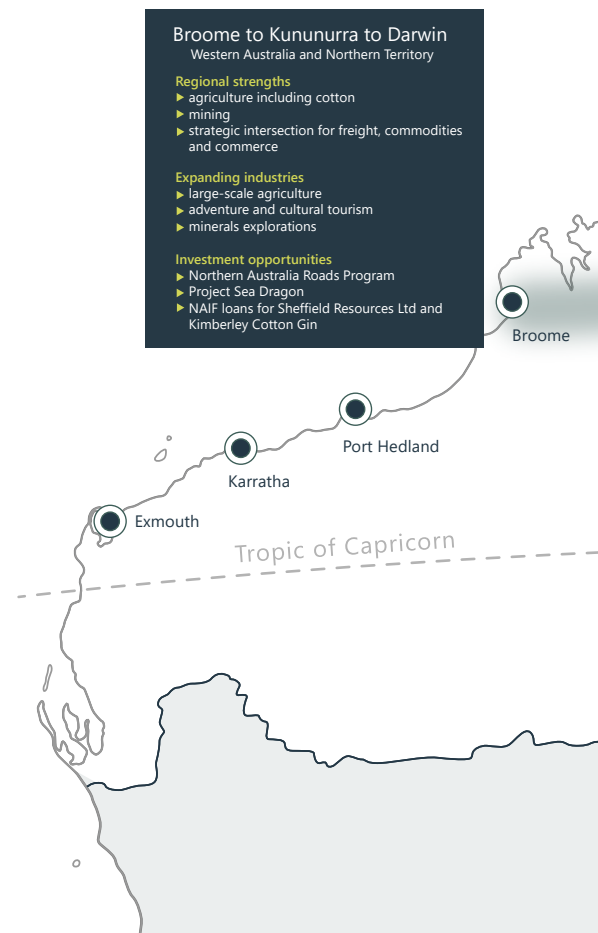 Broome to Kununurra to Darwin
Western Australia and Northern Territory
Regional strengths
agriculture including cotton
mining
strategic intersection for freight, commodities
and commerce
Expanding industries
large-scale agriculture
adventure and cultural tourism
minerals explorations
Investment opportunities
Northern Australia Roads Program
Project Sea Dragon
NAIF loans for Sheffield Resources Ltd and
Kimberley Cotton Gin
Broome
Port Hedland
Karratha
Exmouth
Tropic of Capricorn